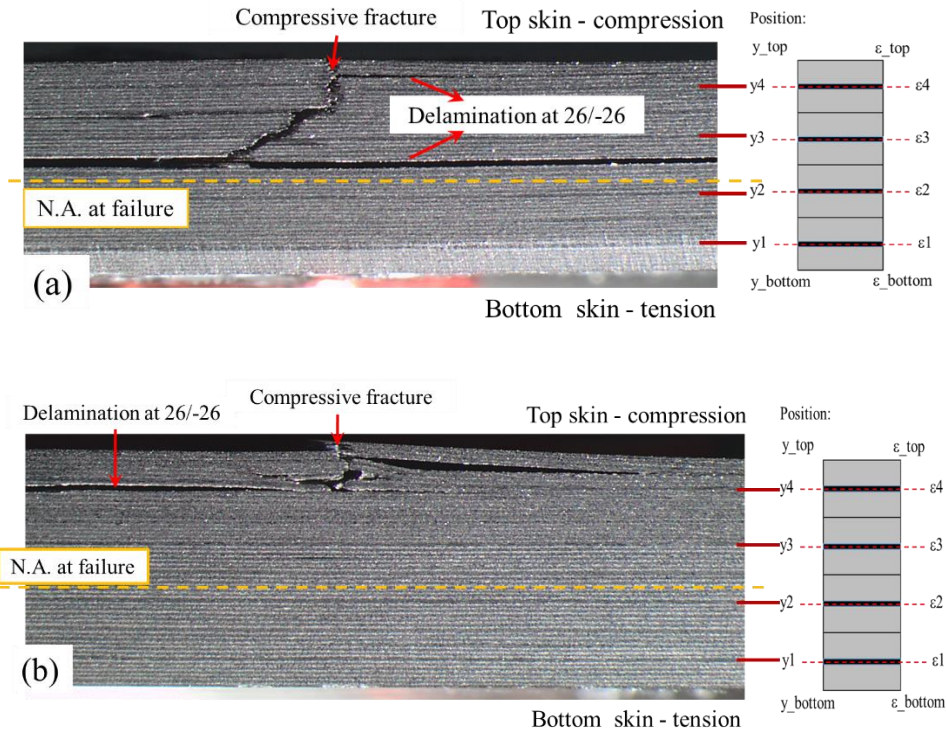 Compressive fracture
Top skin - compression
Position:
y_top
ε_top
y4
ε4
Delamination at 26/-26
y3
ε3
N.A. at failure
y2
ε2
y1
ε1
(a)
y_bottom
ε_bottom
Bottom skin - tension
Delamination at 26/-26
Compressive fracture
Top skin - compression
Position:
y_top
ε_top
y4
ε4
y3
ε3
N.A. at failure
y2
ε2
y1
ε1
(b)
y_bottom
ε_bottom
Bottom skin - tension